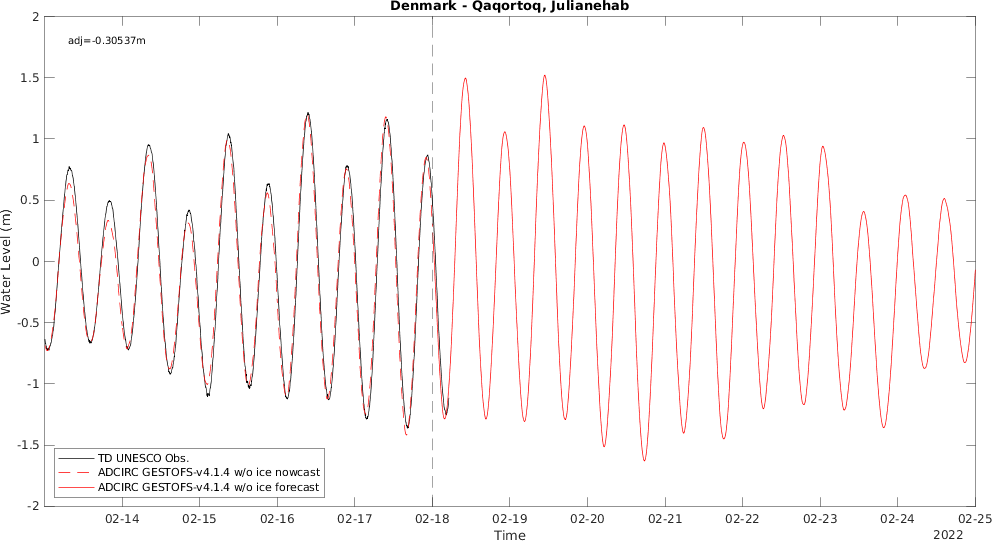 Denmark - Qaqortoq, Julianehab
adj=-0.30537m
2
1.5
1
0.5
0
-0.5
-1
-1.5
-2
Water Level (m)
TD UNESCO Obs.
ADCIRC GESTOFS-v4.1.4 w/o ice nowcast
ADCIRC GESTOFS-v4.1.4 w/o ice forecast
02-14 02-15 02-16 02-17 02-18 02-19 02-20 02-21 02-22 02-23 02-24 02-25
Time
2022